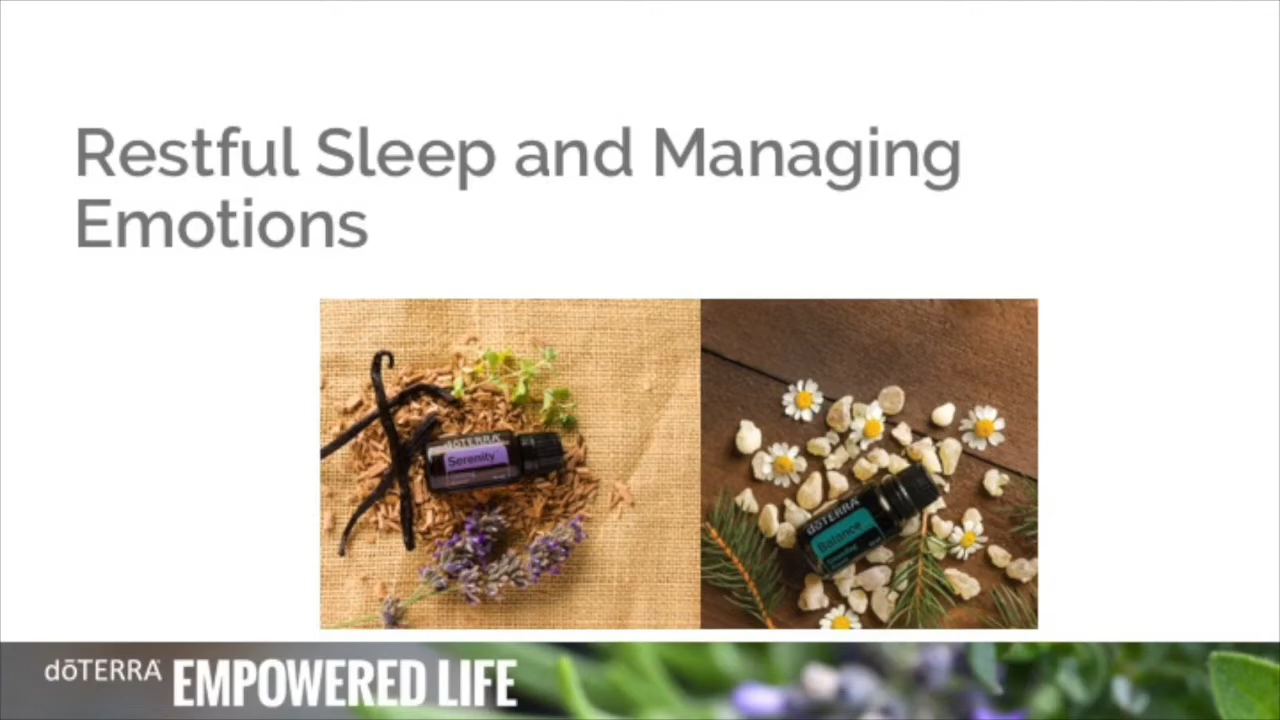 Restful Sleep and Managing
Emotions
dōTERRA
Serenity
dōTERRA
Balance
dōTERRA EMPOWERED LIFE